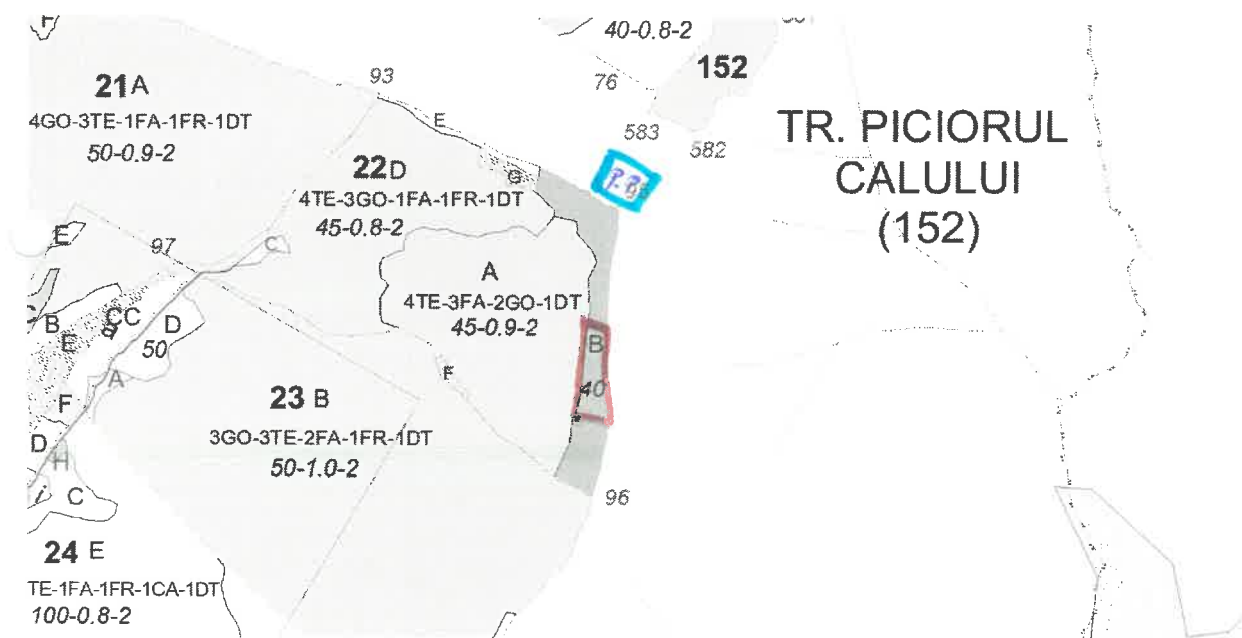 40-0.8-2
152
93
76
21 A
4GO-3TE-1FA-1FR-1DT
50-0.9-2
E
583
582
TR. PICIORUL
CALULUI
(152)
22 D
G
P.P.
4TE-3GO-1FA-1FR-1DT
45-0.8-2
E
97
C
A
4TE-3FA-2GO-1DT
45-0.9-2
B
E
C
D
50
B
40
A
F
F
23 B
3GO-3TE-2FA-1FR-1DT
50-1.0-2
D
H
i
C
96
24 E
TE-1FA-1FR-1CA-1DT
100-0.8-2